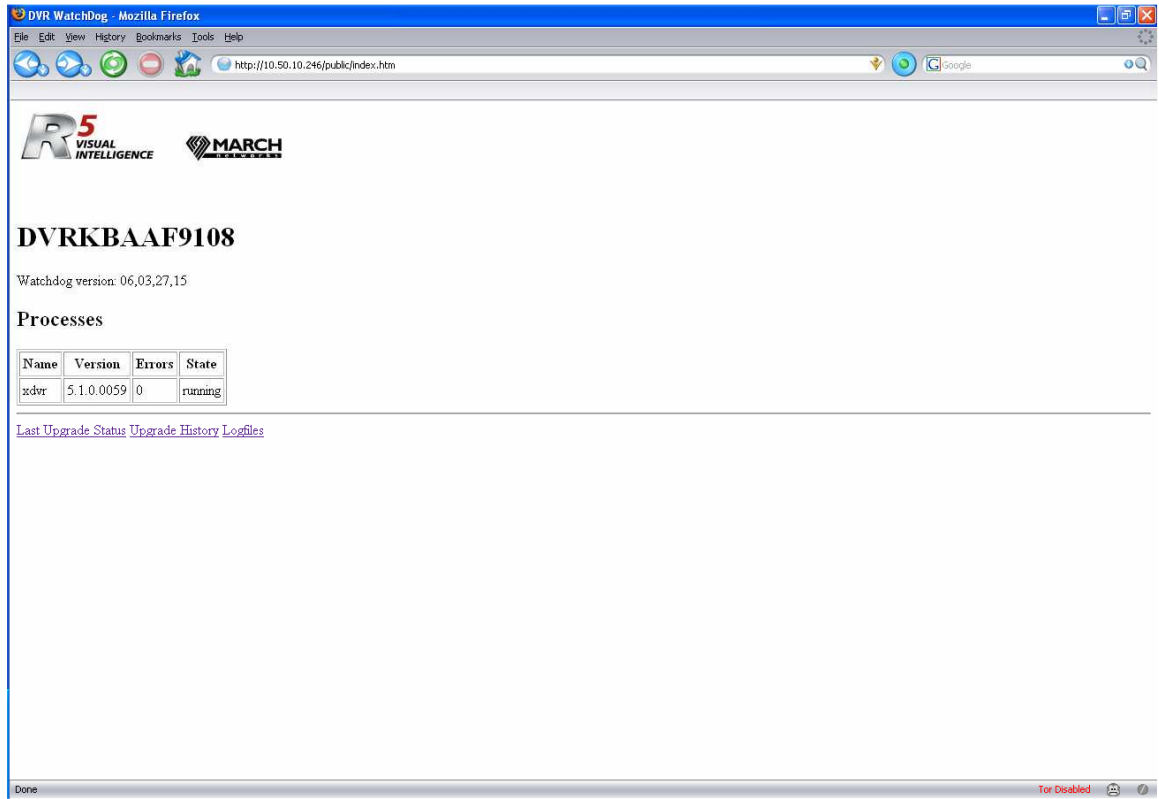 DVR WatchDog - Mozilla Firefox
File Edit View History Bookmarks Tools Help
http://10.50.10.246/public/index.htm
Google
R5
VISUAL
INTELLIGENCE
MARCH
networks
DVRKBAAF9108
Watchdog version: 06,03,27,15
Processes
Name Version Errors State
xdvr 5.1.0.0059 0 running
Last Upgrade Status Upgrade History Logfiles
Done
Tor Disabled